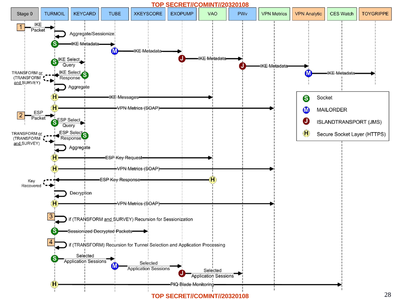 TOP SECRET//COMINT//20320108
Stage 0 TURMOIL KEYCARD TUBE XKEYSCORE EXOPUMP VAO PIQ VPN Metrics VPN Analytic CES Watch TOYGRIPPE
1
IKE Packet
Aggregate/Sessionize
S IKE Metadata
M IKE Metadata
J IKE Metadata
J IKE Metadata
M IKE Metadata
S IKE Select Query
TRANSFORM or (TRANSFORM and SURVEY)
IKE Select Response S
Aggregate
H IKE Messages
H VPN Metrics (SOAP)
2
ESP Packet
S ESP Select Query
TRANSFORM or (TRANSFORM and SURVEY)
ESP Select Response S
Aggregate
H ESP Key Request
H VPN Metrics (SOAP)
Key Recovered
ESP Key Response H
Decryption
H VPN Metrics (SOAP)
3 if (TRANSFORM and SURVEY) Recursion for Sessionization
S Sessionized Decrypted Packets
4 if (TRANSFORM) Recursion for Tunnel Selection and Application Processing
S Selected Application Sessions
M Selected Application Sessions
J Selected Application Sessions
H PIQ Blade Monitoring
S Socket
M MAILORDER
J ISLANDTRANSPORT (JMS)
H Secure Socket Layer (HTTPS)
TOP SECRET//COMINT//20320108
28